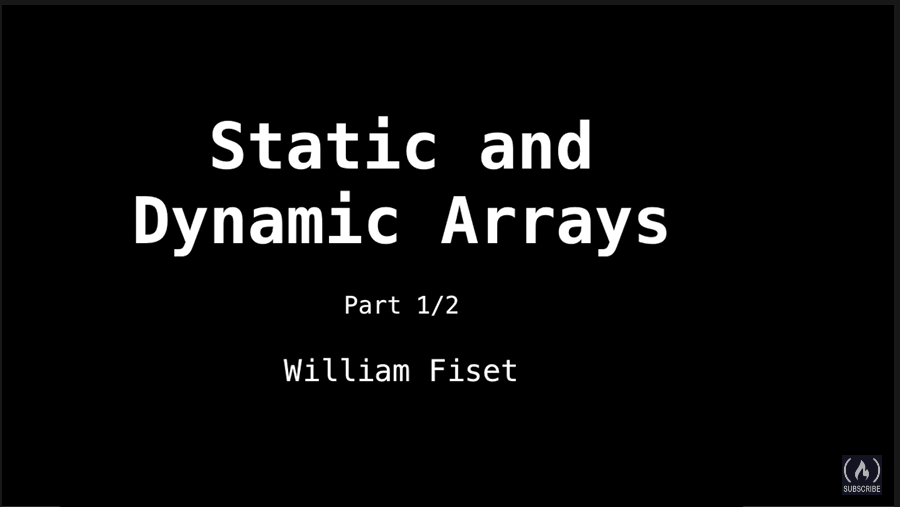 Static and
Dynamic Arrays
Part 1/2
William Fiset
SUBSCRIBE